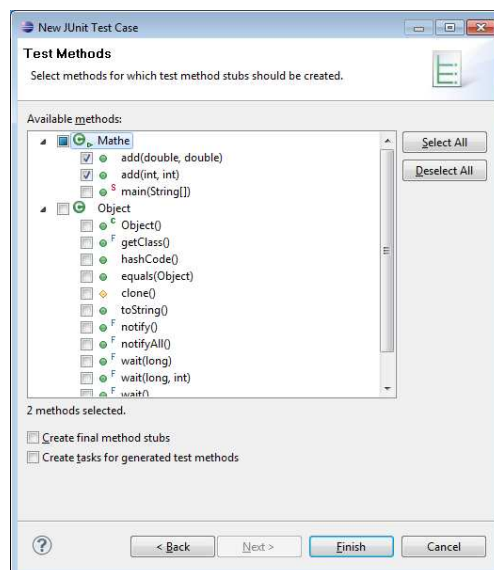 New JUnit Test Case
Test Methods
Select methods for which test method stubs should be created.
Available methods:
Mathe
add(double, double)
add(int, int)
S main(String[])
Object
C Object()
F getClass()
hashCode()
equals(Object)
clone()
toString()
F notify()
F notifyAll()
F wait(long)
F wait(long, int)
F wait()
Select All
Deselect All
2 methods selected.
Create final method stubs
Create tasks for generated test methods
? < Back Next > Finish Cancel